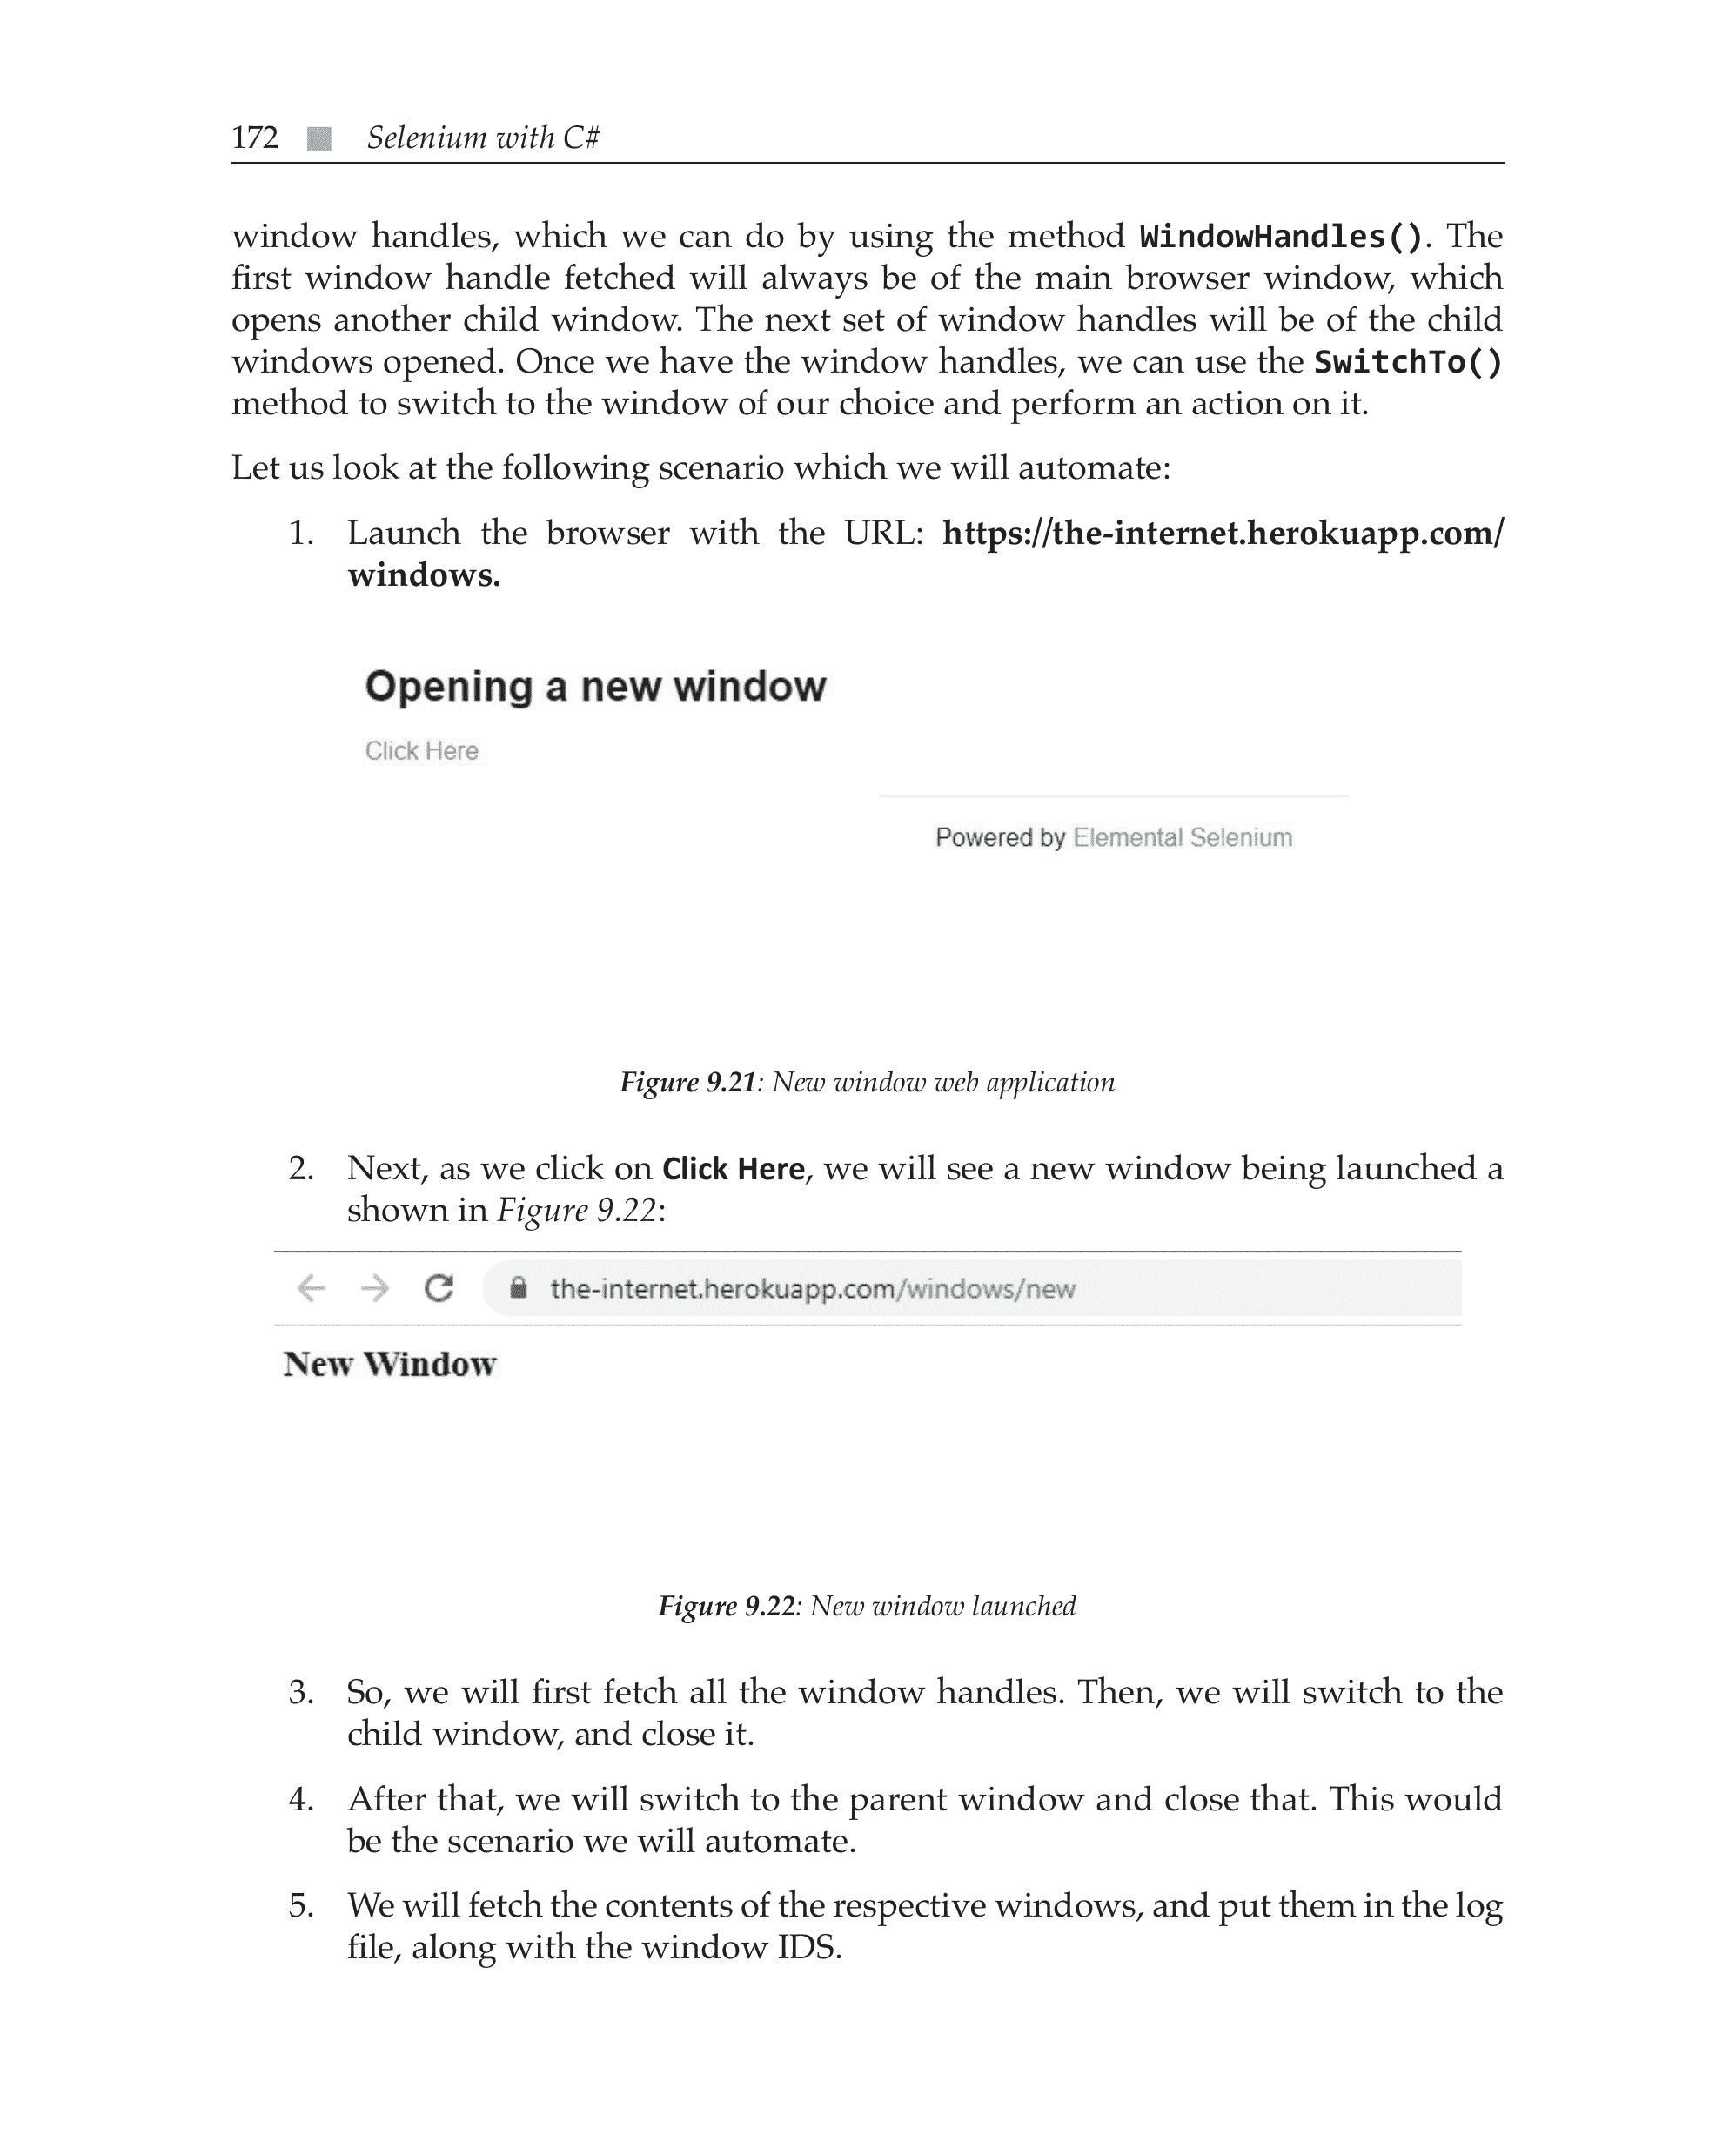 172 Selenium with C#
window handles, which we can do by using the method WindowHandles(). The
first window handle fetched will always be of the main browser window, which
opens another child window. The next set of window handles will be of the child
windows opened. Once we have the window handles, we can use the SwitchTo()
method to switch to the window of our choice and perform an action on it.
Let us look at the following scenario which we will automate:
1. Launch the browser with the URL: https://the-internet.herokuapp.com/
windows.
Opening a new window
Click Here
Powered by Elemental Selenium
Figure 9.21: New window web application
2. Next, as we click on Click Here, we will see a new window being launched a
shown in Figure 9.22:
the-internet.herokuapp.com/windows/new
New Window
Figure 9.22: New window launched
3. So, we will first fetch all the window handles. Then, we will switch to the
child window, and close it.
4. After that, we will switch to the parent window and close that. This would
be the scenario we will automate.
5. We will fetch the contents of the respective windows, and put them in the log
file, along with the window IDS.